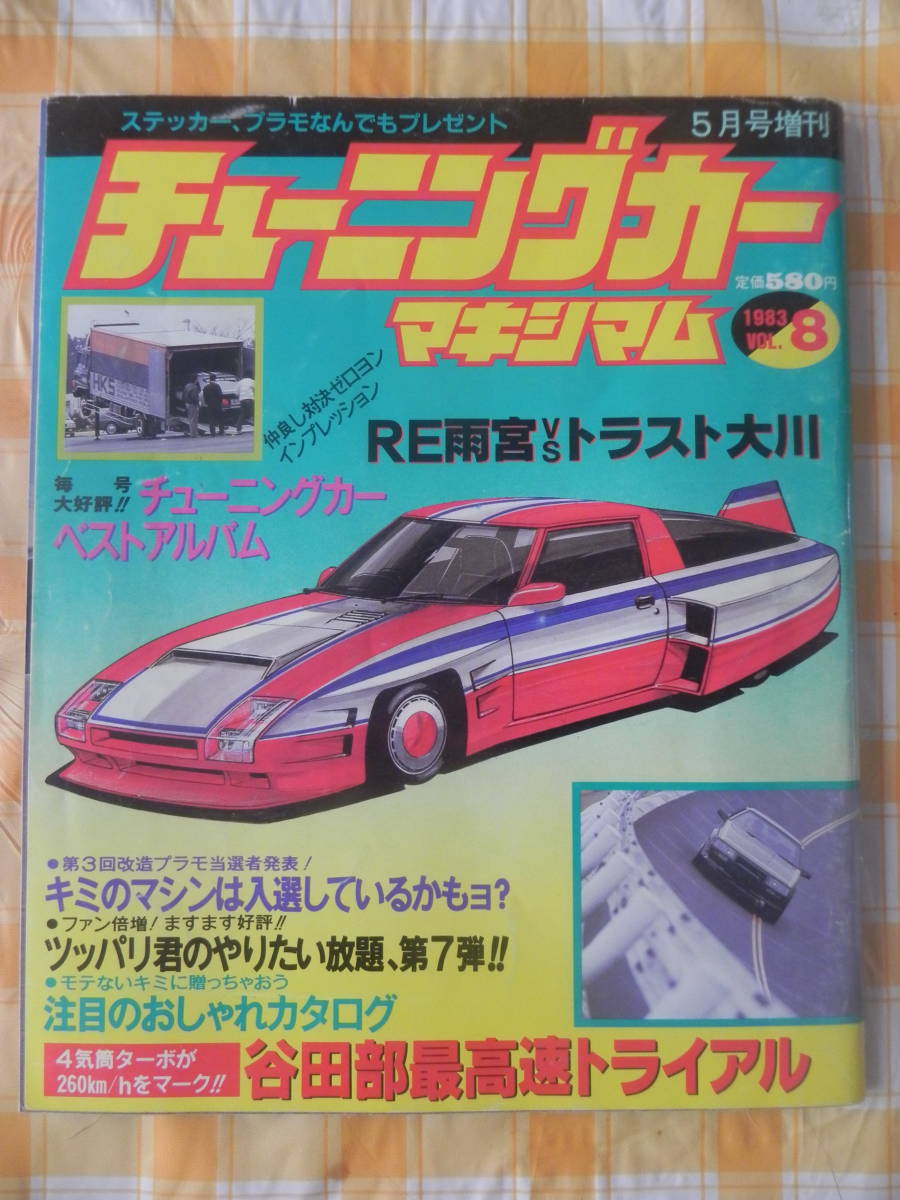 ステッカー、プラモなんでもプレゼント
5月号増刊
チューニングカー
マキシマム
定価580円
1983
VOL. 8
HKS
仲良し対決ゼロヨン
インプレッション
RE雨宮VSトラスト大川
毎号
大好評!! チューニングカー
ベストアルバム
●第3回改造プラモ当選者発表!
キミのマシンは入選しているかもョ?
●ファン倍増! ますます好評!!
ツッパリ君のやりたい放題、第7弾!!
●モテないキミに贈っちゃおう
注目のおしゃれカタログ
4気筒ターボが
260km/hをマーク!!
谷田部最高速トライアル